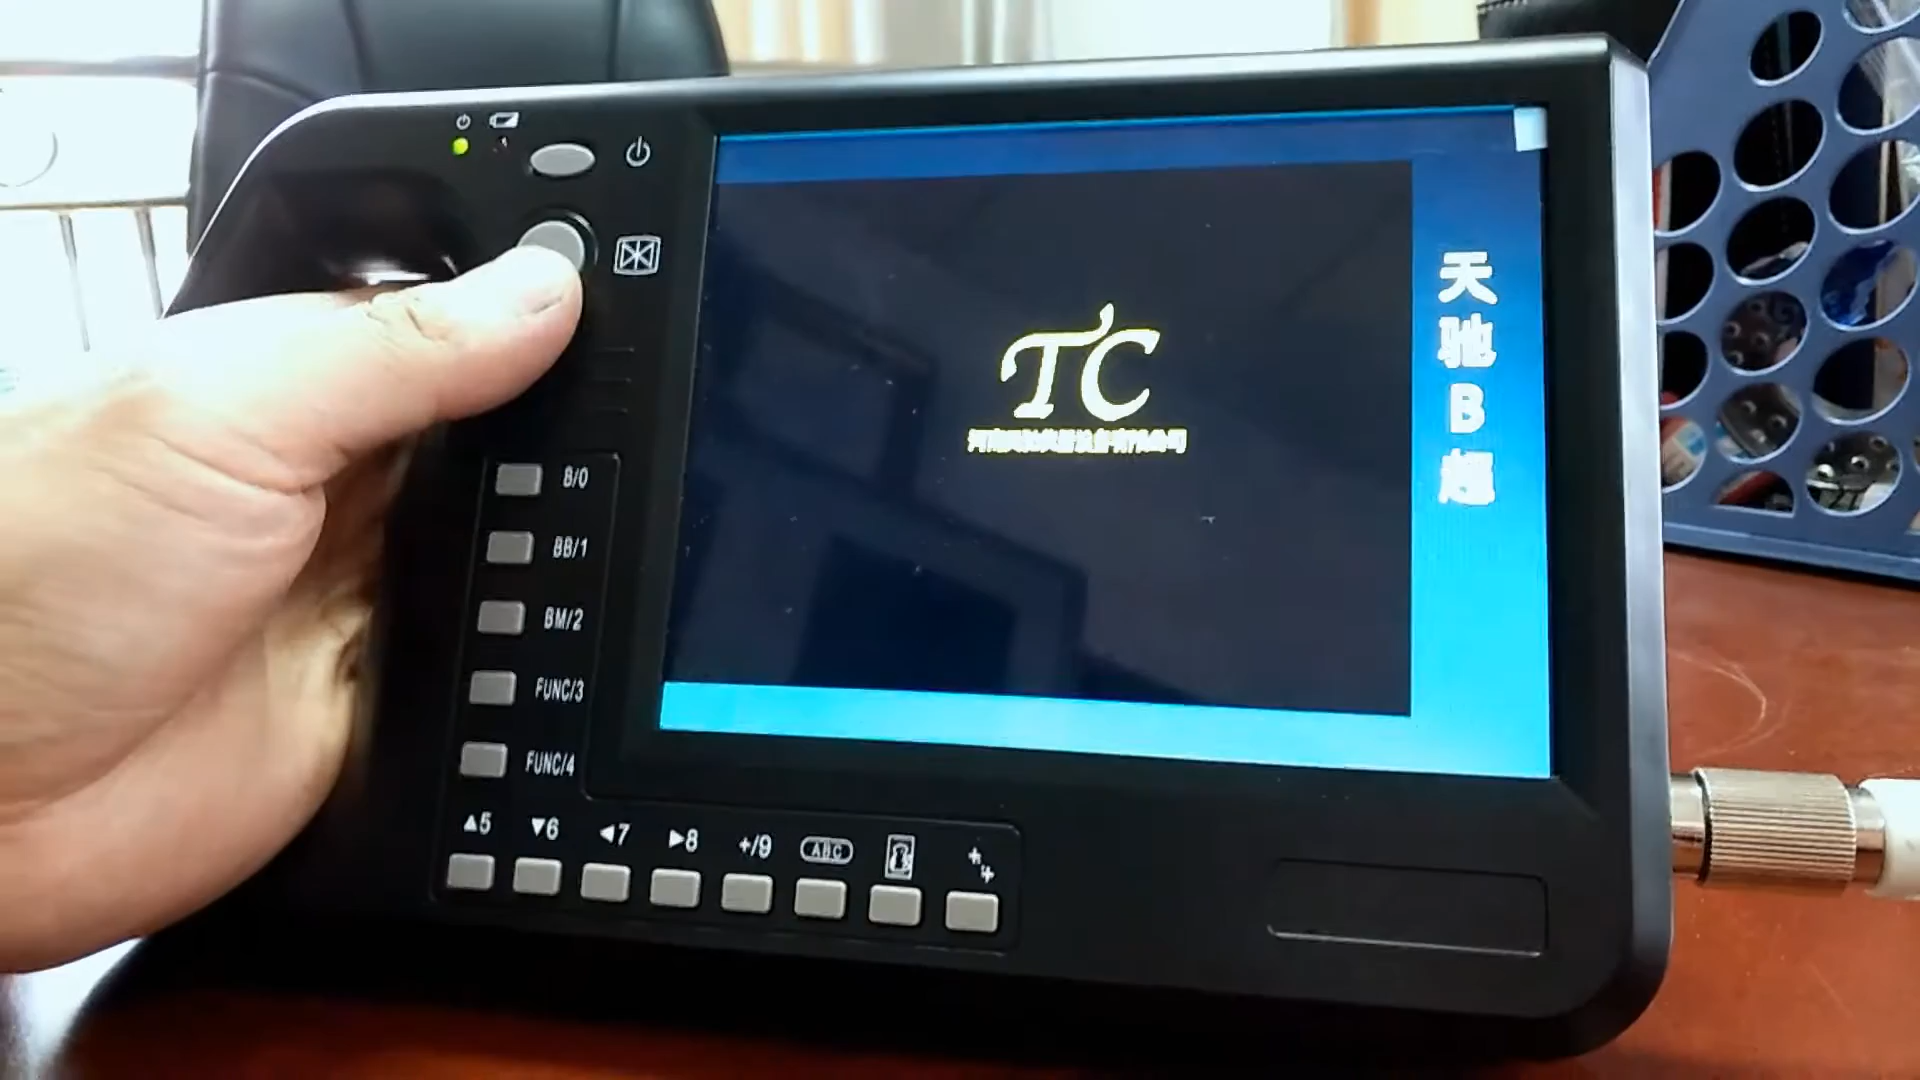 TC
天
驰
B
超
B/0
BB/1
BM/2
FUNC/3
FUNC/4
▲5 ▼6 ◀7 ▶8 +/9 ABC